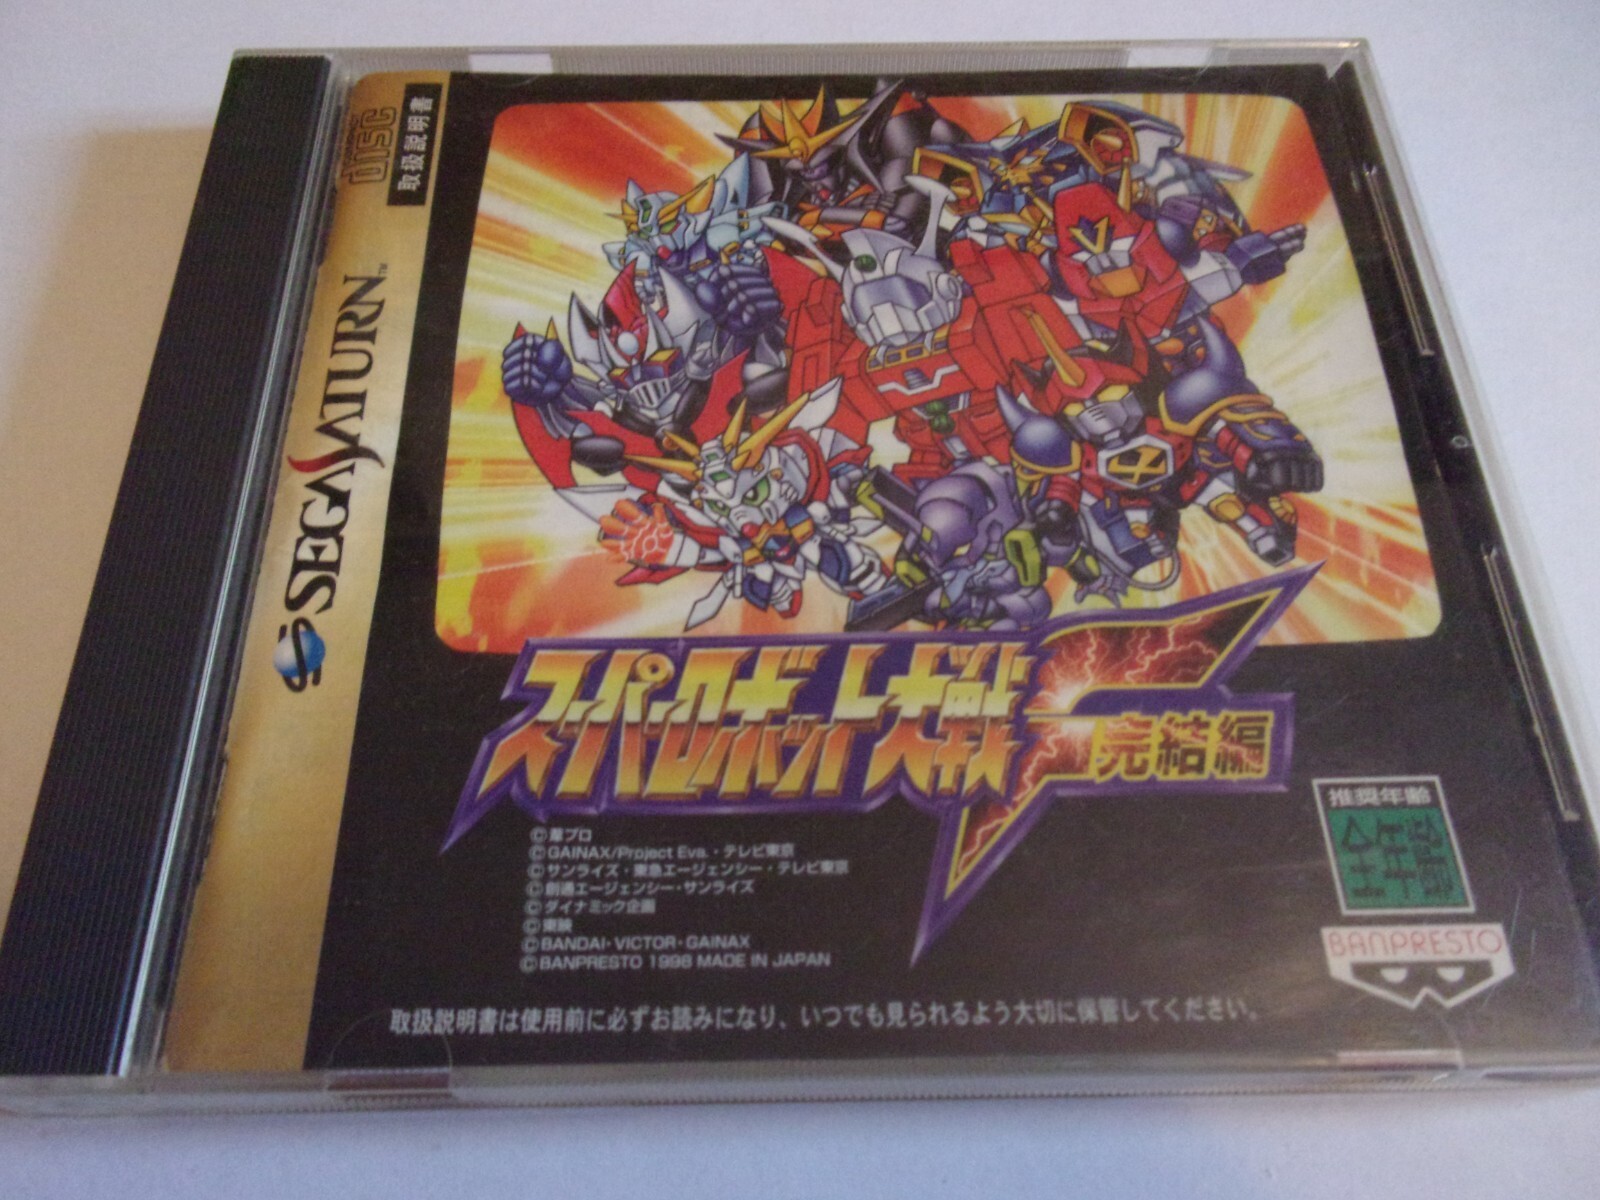 COMPACT DISC
取扱説明書
SEGA SATURN™
スーパーロボット大戦F
完結編
©葦プロ
©GAINAX/Project Eva.・テレビ東京
©サンライズ・東急エージェンシー・テレビ東京
©創通エージェンシー・サンライズ
©ダイナミック企画
©東映
©BANDAI・VICTOR・GAINAX
©BANPRESTO 1998 MADE IN JAPAN
推奨年齢
全年齢
BANPRESTO
取扱説明書は使用前に必ずお読みになり、いつでも見られるよう大切に保管してください。